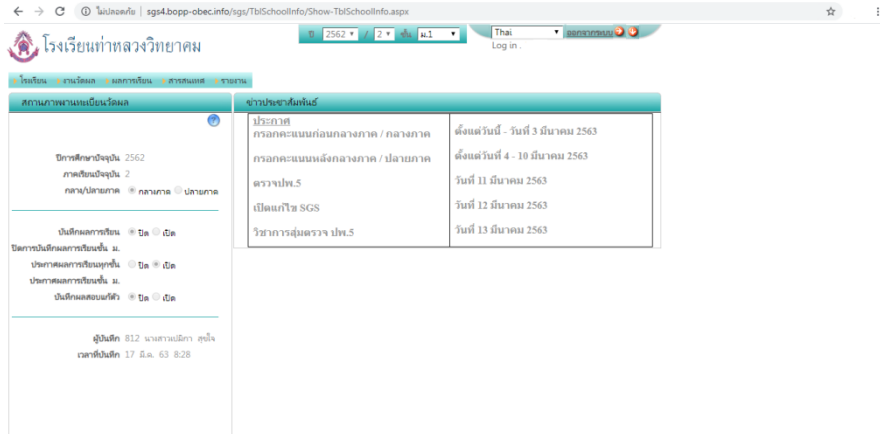 ไม่ปลอดภัย | sgs4.bopp-obec.info/sgs/TblSchoolInfo/Show-TblSchoolInfo.aspx
โรงเรียนท่าหลวงวิทยาคม
ปี 2562 / 2 ชั้น ม.1
Thai ออกจากระบบ
Log in .
โรงเรียน งานวัดผล ผลการเรียน สารสนเทศ รายงาน
สถานภาพงานทะเบียนวัดผล
ปีการศึกษาปัจจุบัน 2562
ภาคเรียนปัจจุบัน 2
กลาง/ปลายภาค กลางภาค ปลายภาค
บันทึกผลการเรียน ปิด เปิด
ปิดการบันทึกผลการเรียนชั้น ม.
ประกาศผลการเรียนทุกชั้น ปิด เปิด
ประกาศผลการเรียนชั้น ม.
บันทึกผลสอบแก้ตัว ปิด เปิด
ผู้บันทึก 812 นางสาวเปมิกา สุขใจ
เวลาที่บันทึก 17 มี.ค. 63 8:28
ข่าวประชาสัมพันธ์
ประกาศ
กรอกคะแนนก่อนกลางภาค / กลางภาค ตั้งแต่วันนี้ - วันที่ 3 มีนาคม 2563
กรอกคะแนนหลังกลางภาค / ปลายภาค ตั้งแต่วันที่ 4 - 10 มีนาคม 2563
ตรวจปพ.5 วันที่ 11 มีนาคม 2563
เปิดแก้ไข SGS วันที่ 12 มีนาคม 2563
วิชาการสุ่มตรวจ ปพ.5 วันที่ 13 มีนาคม 2563